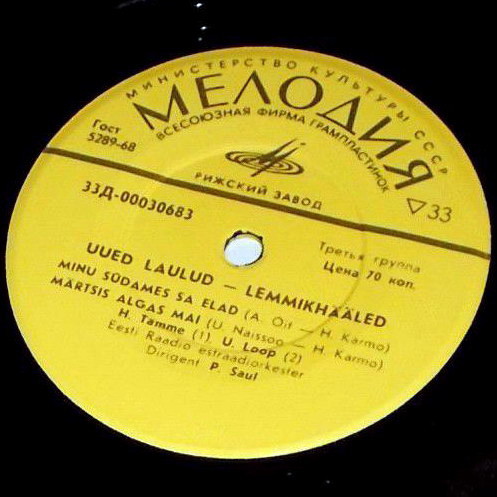 МИНИСТЕРСТВО КУЛЬТУРЫ СССР
МЕЛОДИЯ
ВСЕСОЮЗНАЯ ФИРМА ГРАМПЛАСТИНОК
Гост
5289-68
РИЖСКИЙ ЗАВОД
▷33
33Д-00030683
Третья группа
Цена 70 коп.
UUED LAULUD — LEMMIKHÄÄLED
MINU SÜDAMES SA ELAD (A. Oit — H. Karmo)
MÄRTSIS ALGAS MAI (U. Naissoo — H. Karmo)
H. Tamme (1) U. Loop (2)
Eesti Raadio estraadiorkester
Dirigent P. Saul